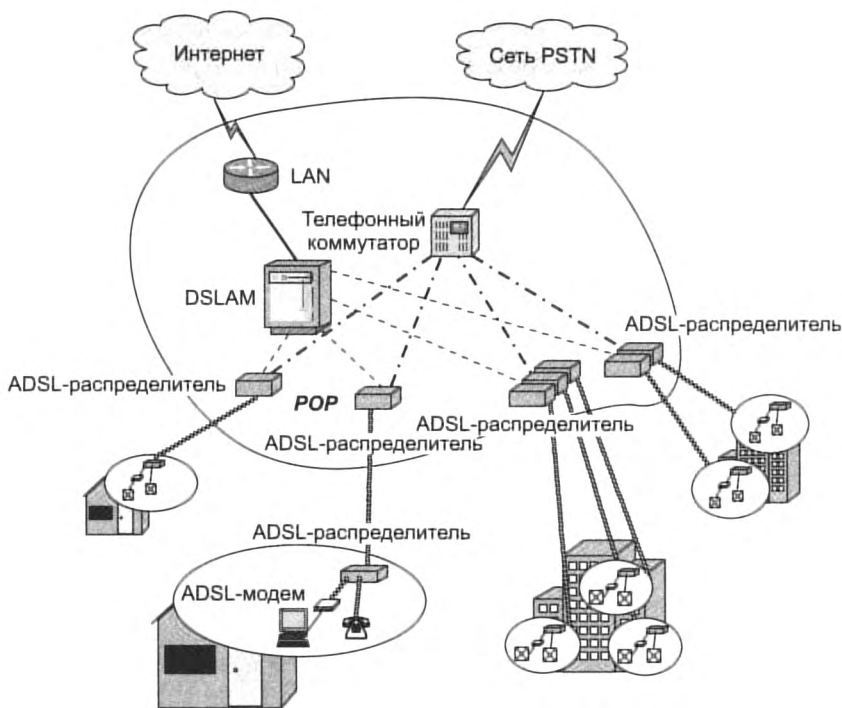 Интернет
Сеть PSTN
LAN
Телефонный
коммутатор
DSLAM
ADSL-распределитель
ADSL-распределитель
POP
ADSL-распределитель
ADSL-распределитель
ADSL-распределитель
ADSL-модем